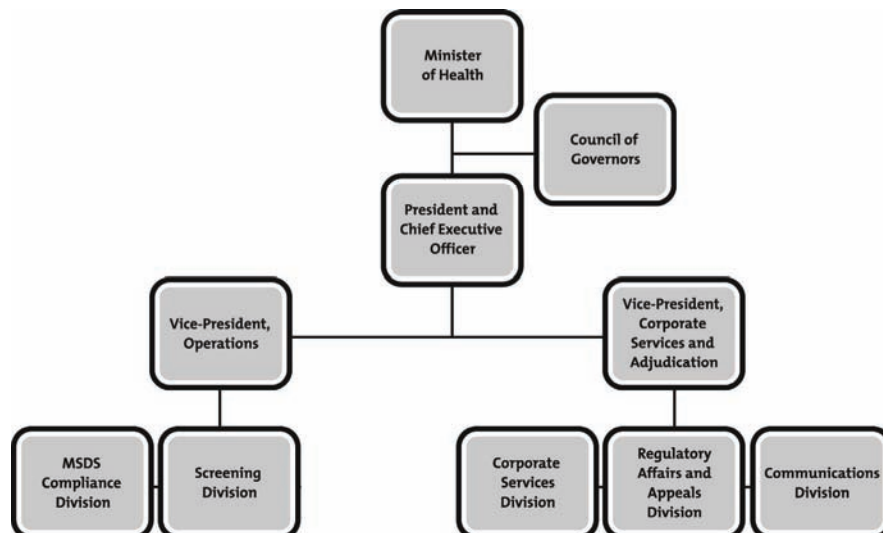 Minister
of Health
Council of
Governors
President and
Chief Executive
Officer
Vice-President,
Operations
Vice-President,
Corporate
Services and
Adjudication
MSDS
Compliance
Division
Screening
Division
Corporate
Services
Division
Regulatory
Affairs and
Appeals
Division
Communications
Division